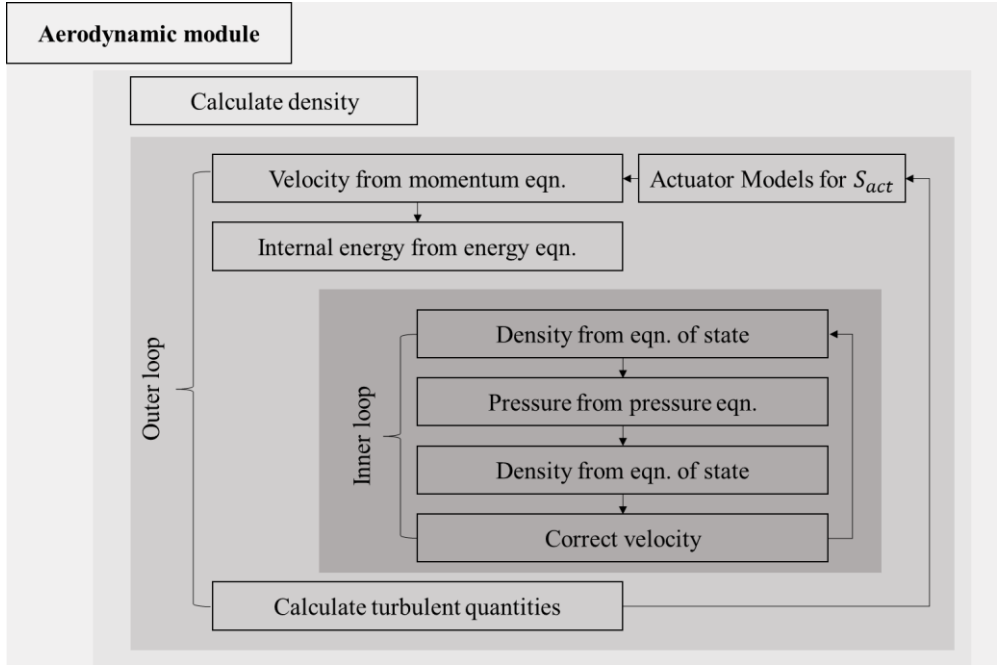 Aerodynamic module
Calculate density
Velocity from momentum eqn.
Actuator Models for S_act
Internal energy from energy eqn.
Outer loop
Inner loop
Density from eqn. of state
Pressure from pressure eqn.
Density from eqn. of state
Correct velocity
Calculate turbulent quantities